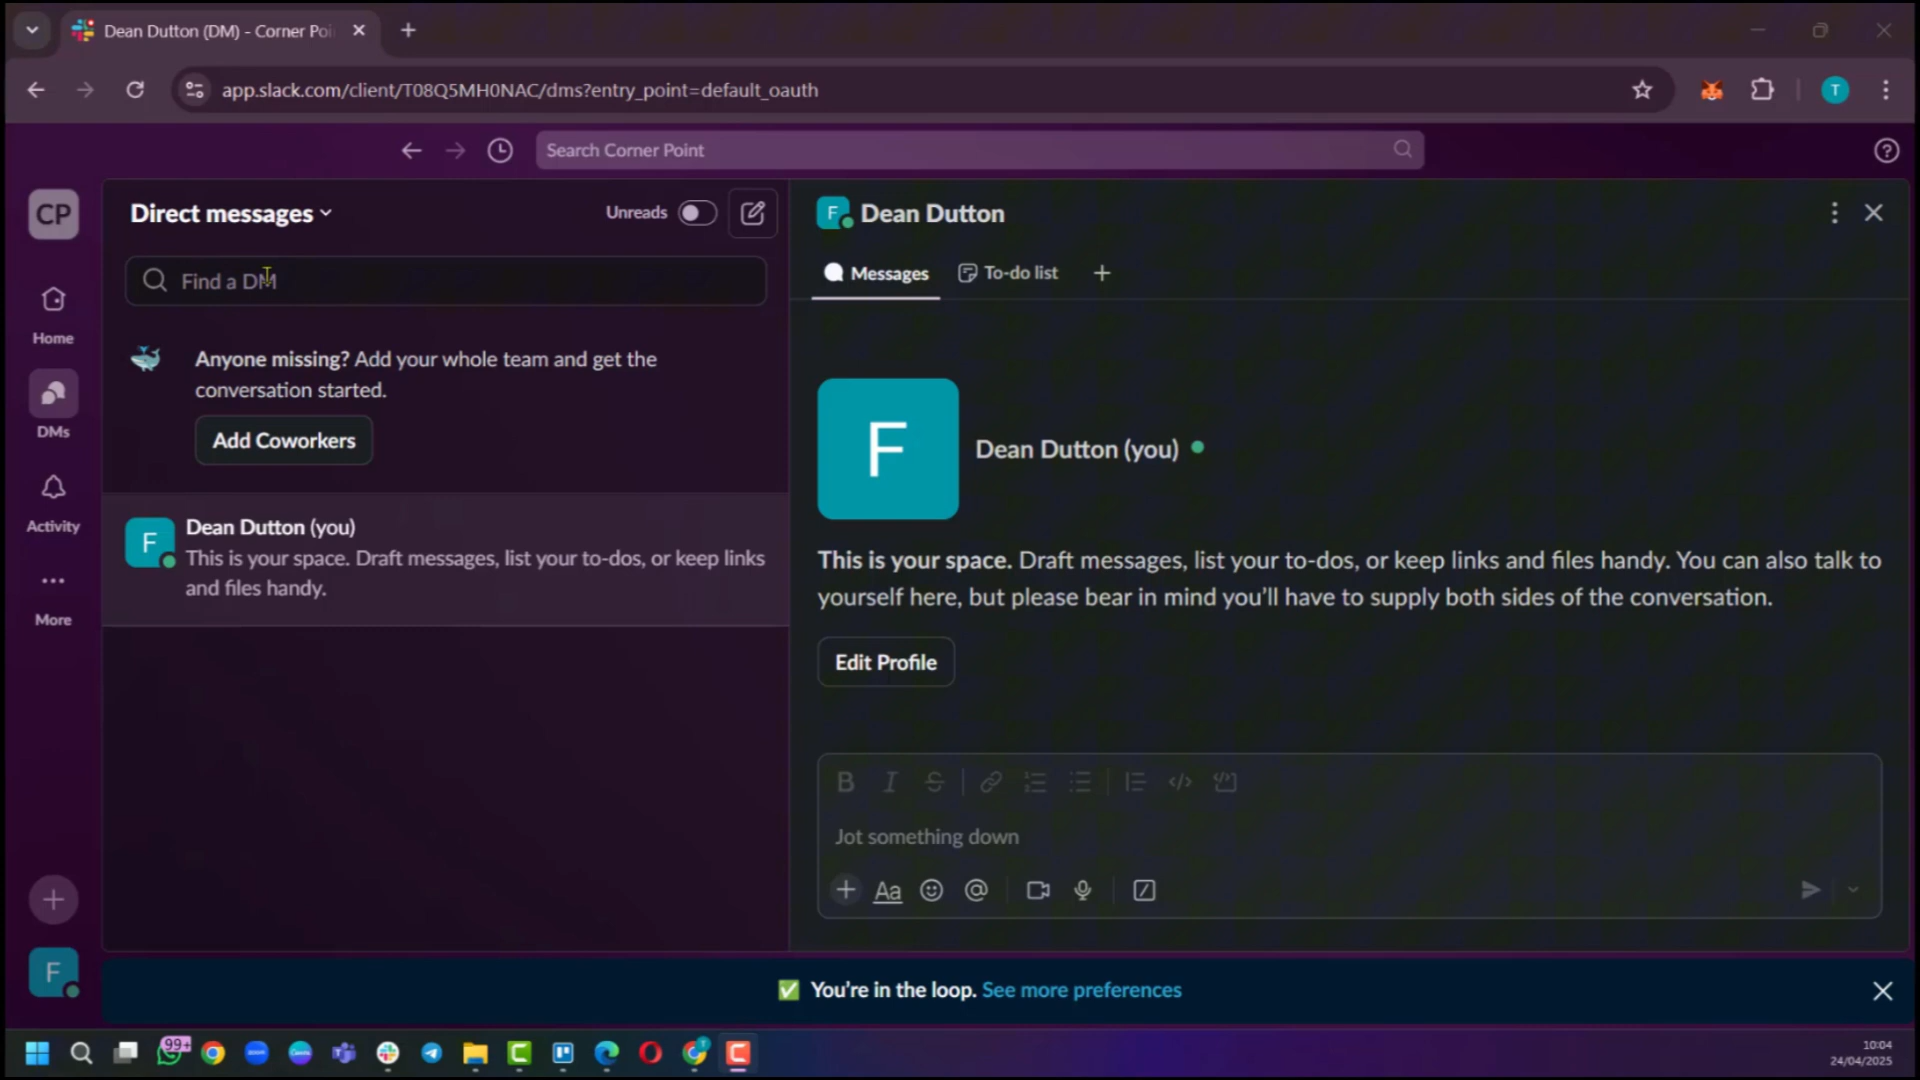 Dean Dutton (DM) - Corner Poi
app.slack.com/client/T08Q5MH0NAC/dms?entry_point=default_oauth
T
Search Corner Point
CP
Direct messages
Unreads
F
Dean Dutton
Find a DM
Messages
To-do list
Home
Anyone missing? Add your whole team and get the
conversation started.
Add Coworkers
DMs
F
Dean Dutton (you)
Activity
F
Dean Dutton (you)
This is your space. Draft messages, list your to-dos, or keep links
and files handy.
This is your space. Draft messages, list your to-dos, or keep links and files handy. You can also talk to
yourself here, but please bear in mind you'll have to supply both sides of the conversation.
More
Edit Profile
B I S
Jot something down
Aa
F
You're in the loop. See more preferences
99+
10:04
24/04/2025